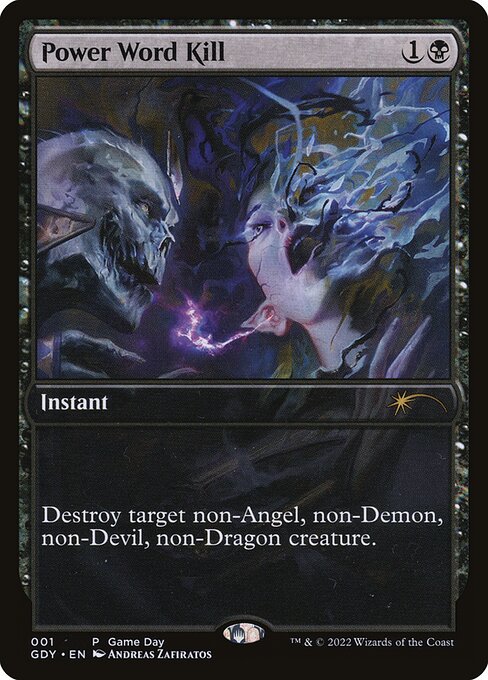 Power Word Kill 1
Instant
Destroy target non-Angel, non-Demon,
non-Devil, non-Dragon creature.
001 P Game Day ™ & © 2022 Wizards of the Coast
GDY • EN Andreas Zafiratos